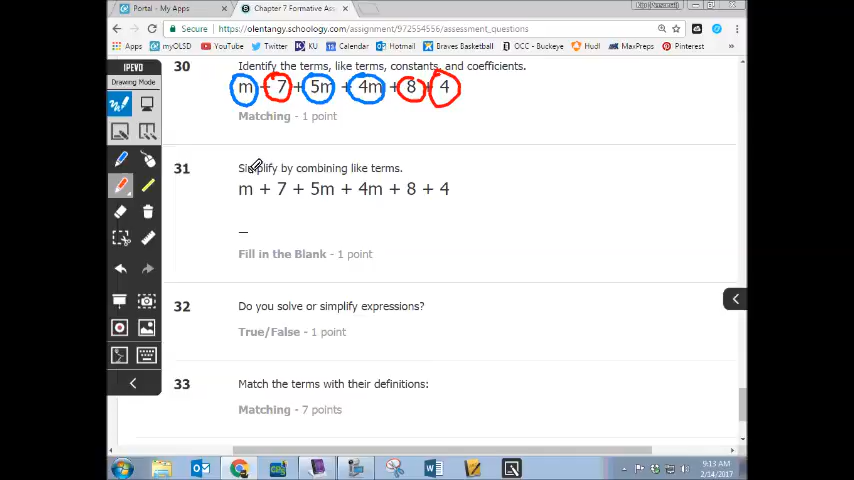 Portal - My Apps
Chapter 7 Formative Ass
Secure
https://olentangy.schoology.com/assignment/972554556/assessment_questions
Apps
myOLSD
YouTube
Twitter
KU
Calendar
Hotmail
Braves Basketball
OCC - Buckeye
Hudl
MaxPreps
Pinterest
IPEVO
Drawing Mode
30
Identify the terms, like terms, constants, and coefficients.
m + 7 + 5m + 4m + 8 + 4
Matching - 1 point
31
Simplify by combining like terms.
m + 7 + 5m + 4m + 8 + 4
_
Fill in the Blank - 1 point
32
Do you solve or simplify expressions?
True/False - 1 point
33
Match the terms with their definitions:
Matching - 7 points
9:13 AM
2/14/2017